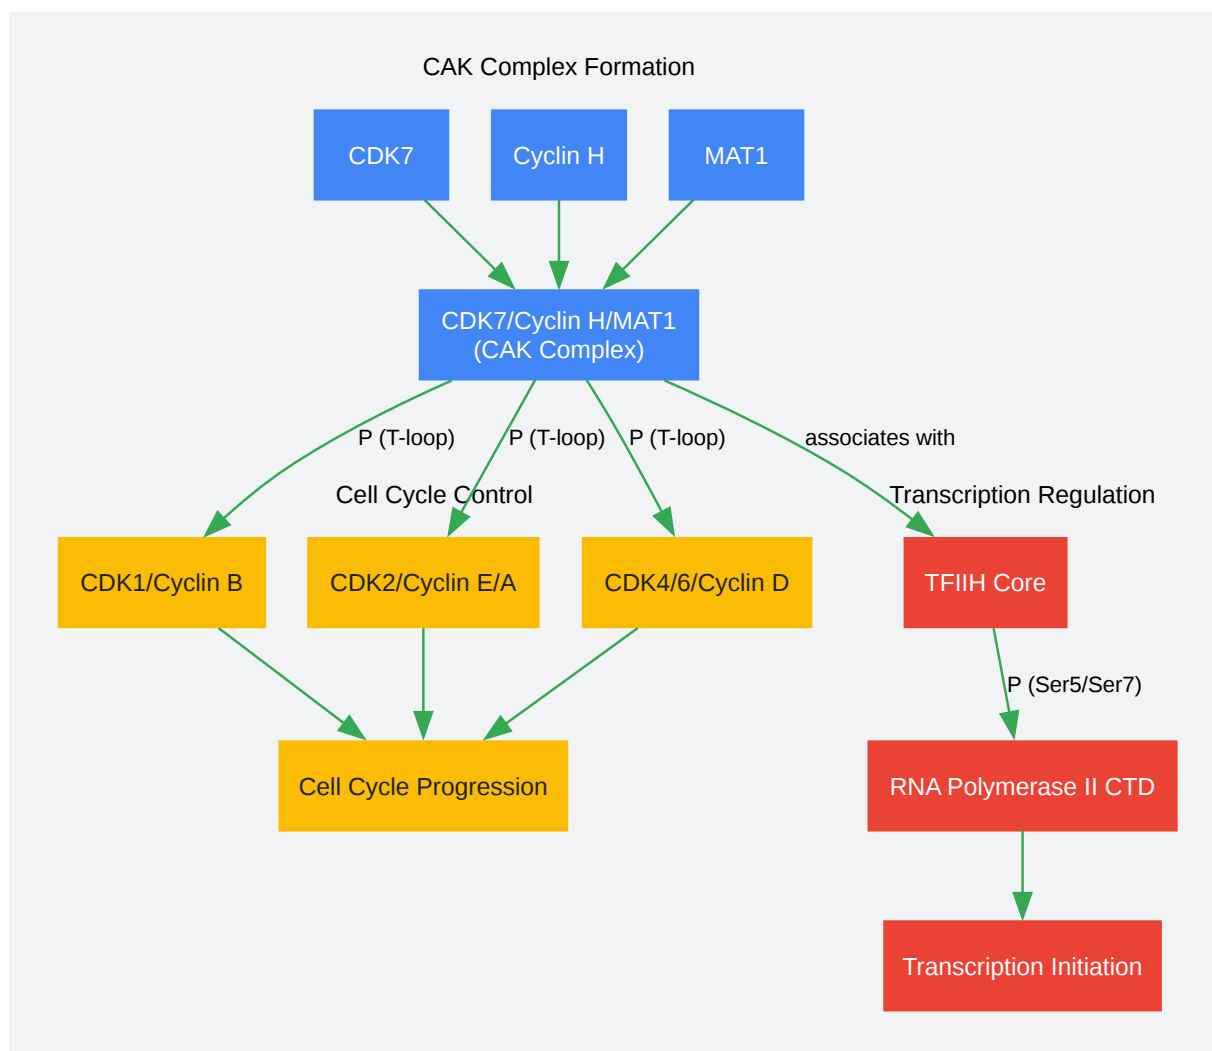 CAK Complex Formation
CDK7
Cyclin H
MAT1
CDK7/Cyclin H/MAT1
(CAK Complex)
P (T-loop)
P (T-loop)
P (T-loop)
associates with
Cell Cycle Control
Transcription Regulation
CDK1/Cyclin B
CDK2/Cyclin E/A
CDK4/6/Cyclin D
TFIIH Core
P (Ser5/Ser7)
Cell Cycle Progression
RNA Polymerase II CTD
Transcription Initiation